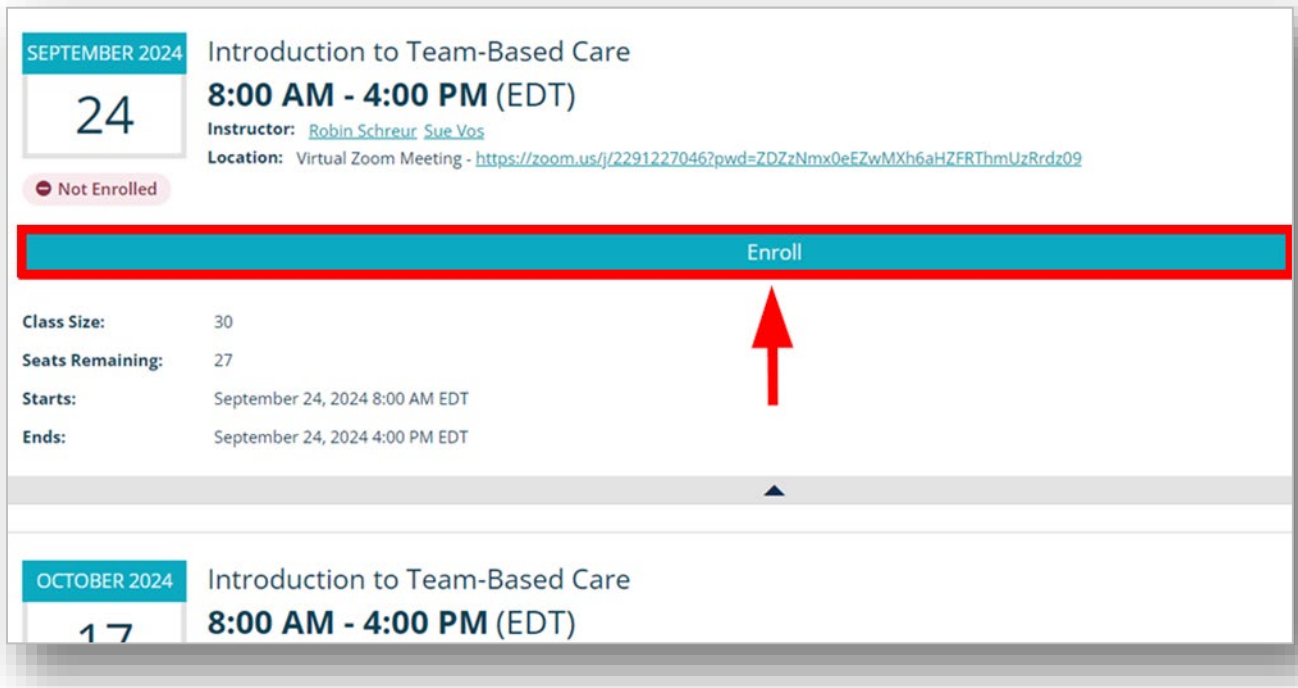 SEPTEMBER 2024
24
Not Enrolled
Introduction to Team-Based Care
8:00 AM - 4:00 PM (EDT)
Instructor: Robin Schreur Sue Vos
Location: Virtual Zoom Meeting - https://zoom.us/j/2291227046?pwd=ZDZzNmx0eEZwMXh6aHZFRThmUzRrdz09
Enroll
Class Size: 30
Seats Remaining: 27
Starts: September 24, 2024 8:00 AM EDT
Ends: September 24, 2024 4:00 PM EDT
OCTOBER 2024
17
Introduction to Team-Based Care
8:00 AM - 4:00 PM (EDT)